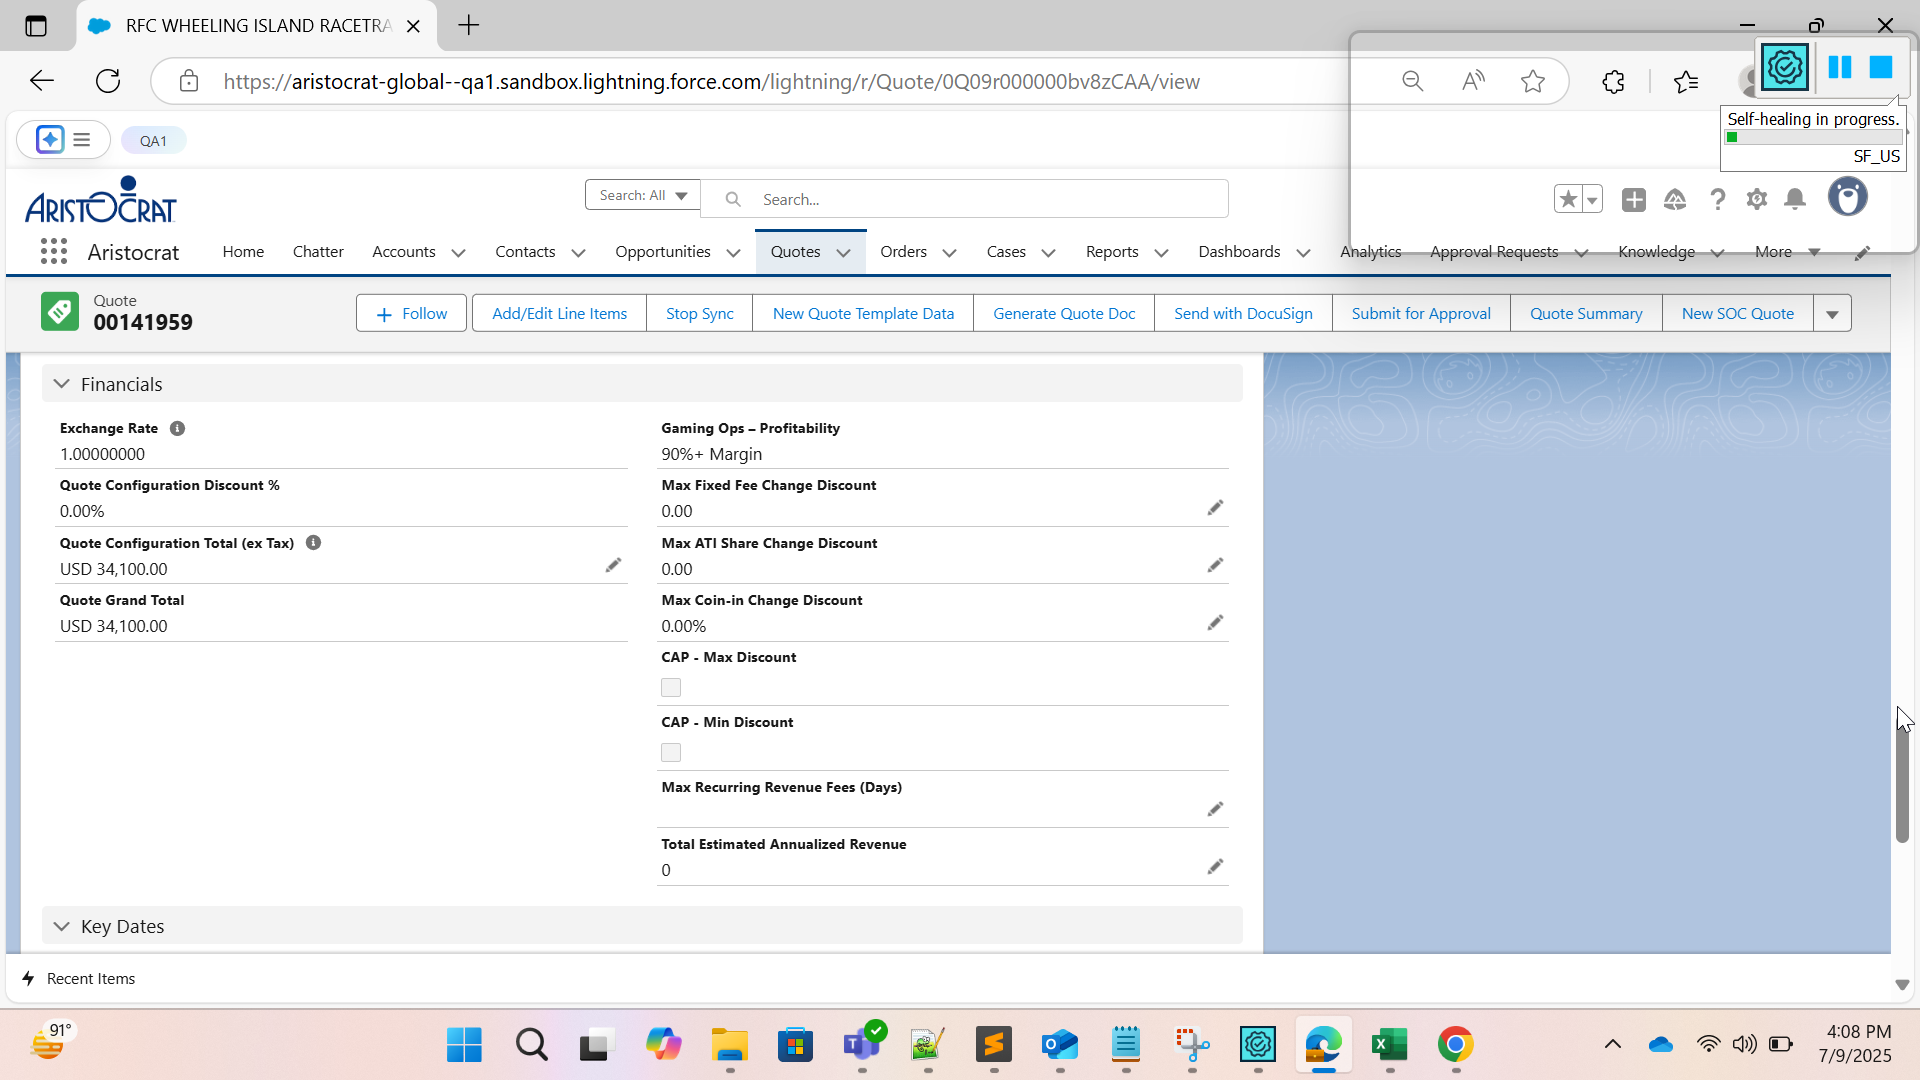 RFC WHEELING ISLAND RACETRA
https://aristocrat-global--qa1.sandbox.lightning.force.com/lightning/r/Quote/0Q09r000000bv8zCAA/view
Self-healing in progress.
SF_US
QA1
ARISTOCRAT
Search: All
Search...
Aristocrat
Home
Chatter
Accounts
Contacts
Opportunities
Quotes
Orders
Cases
Reports
Dashboards
Analytics
Approval Requests
Knowledge
More
Quote
00141959
Follow
Add/Edit Line Items
Stop Sync
New Quote Template Data
Generate Quote Doc
Send with DocuSign
Submit for Approval
Quote Summary
New SOC Quote
Financials
Exchange Rate
1.00000000
Quote Configuration Discount %
0.00%
Quote Configuration Total (ex Tax)
USD 34,100.00
Quote Grand Total
USD 34,100.00
Gaming Ops – Profitability
90%+ Margin
Max Fixed Fee Change Discount
0.00
Max ATI Share Change Discount
0.00
Max Coin-in Change Discount
0.00%
CAP - Max Discount
CAP - Min Discount
Max Recurring Revenue Fees (Days)
Total Estimated Annualized Revenue
0
Key Dates
Recent Items
91°
4:08 PM
7/9/2025